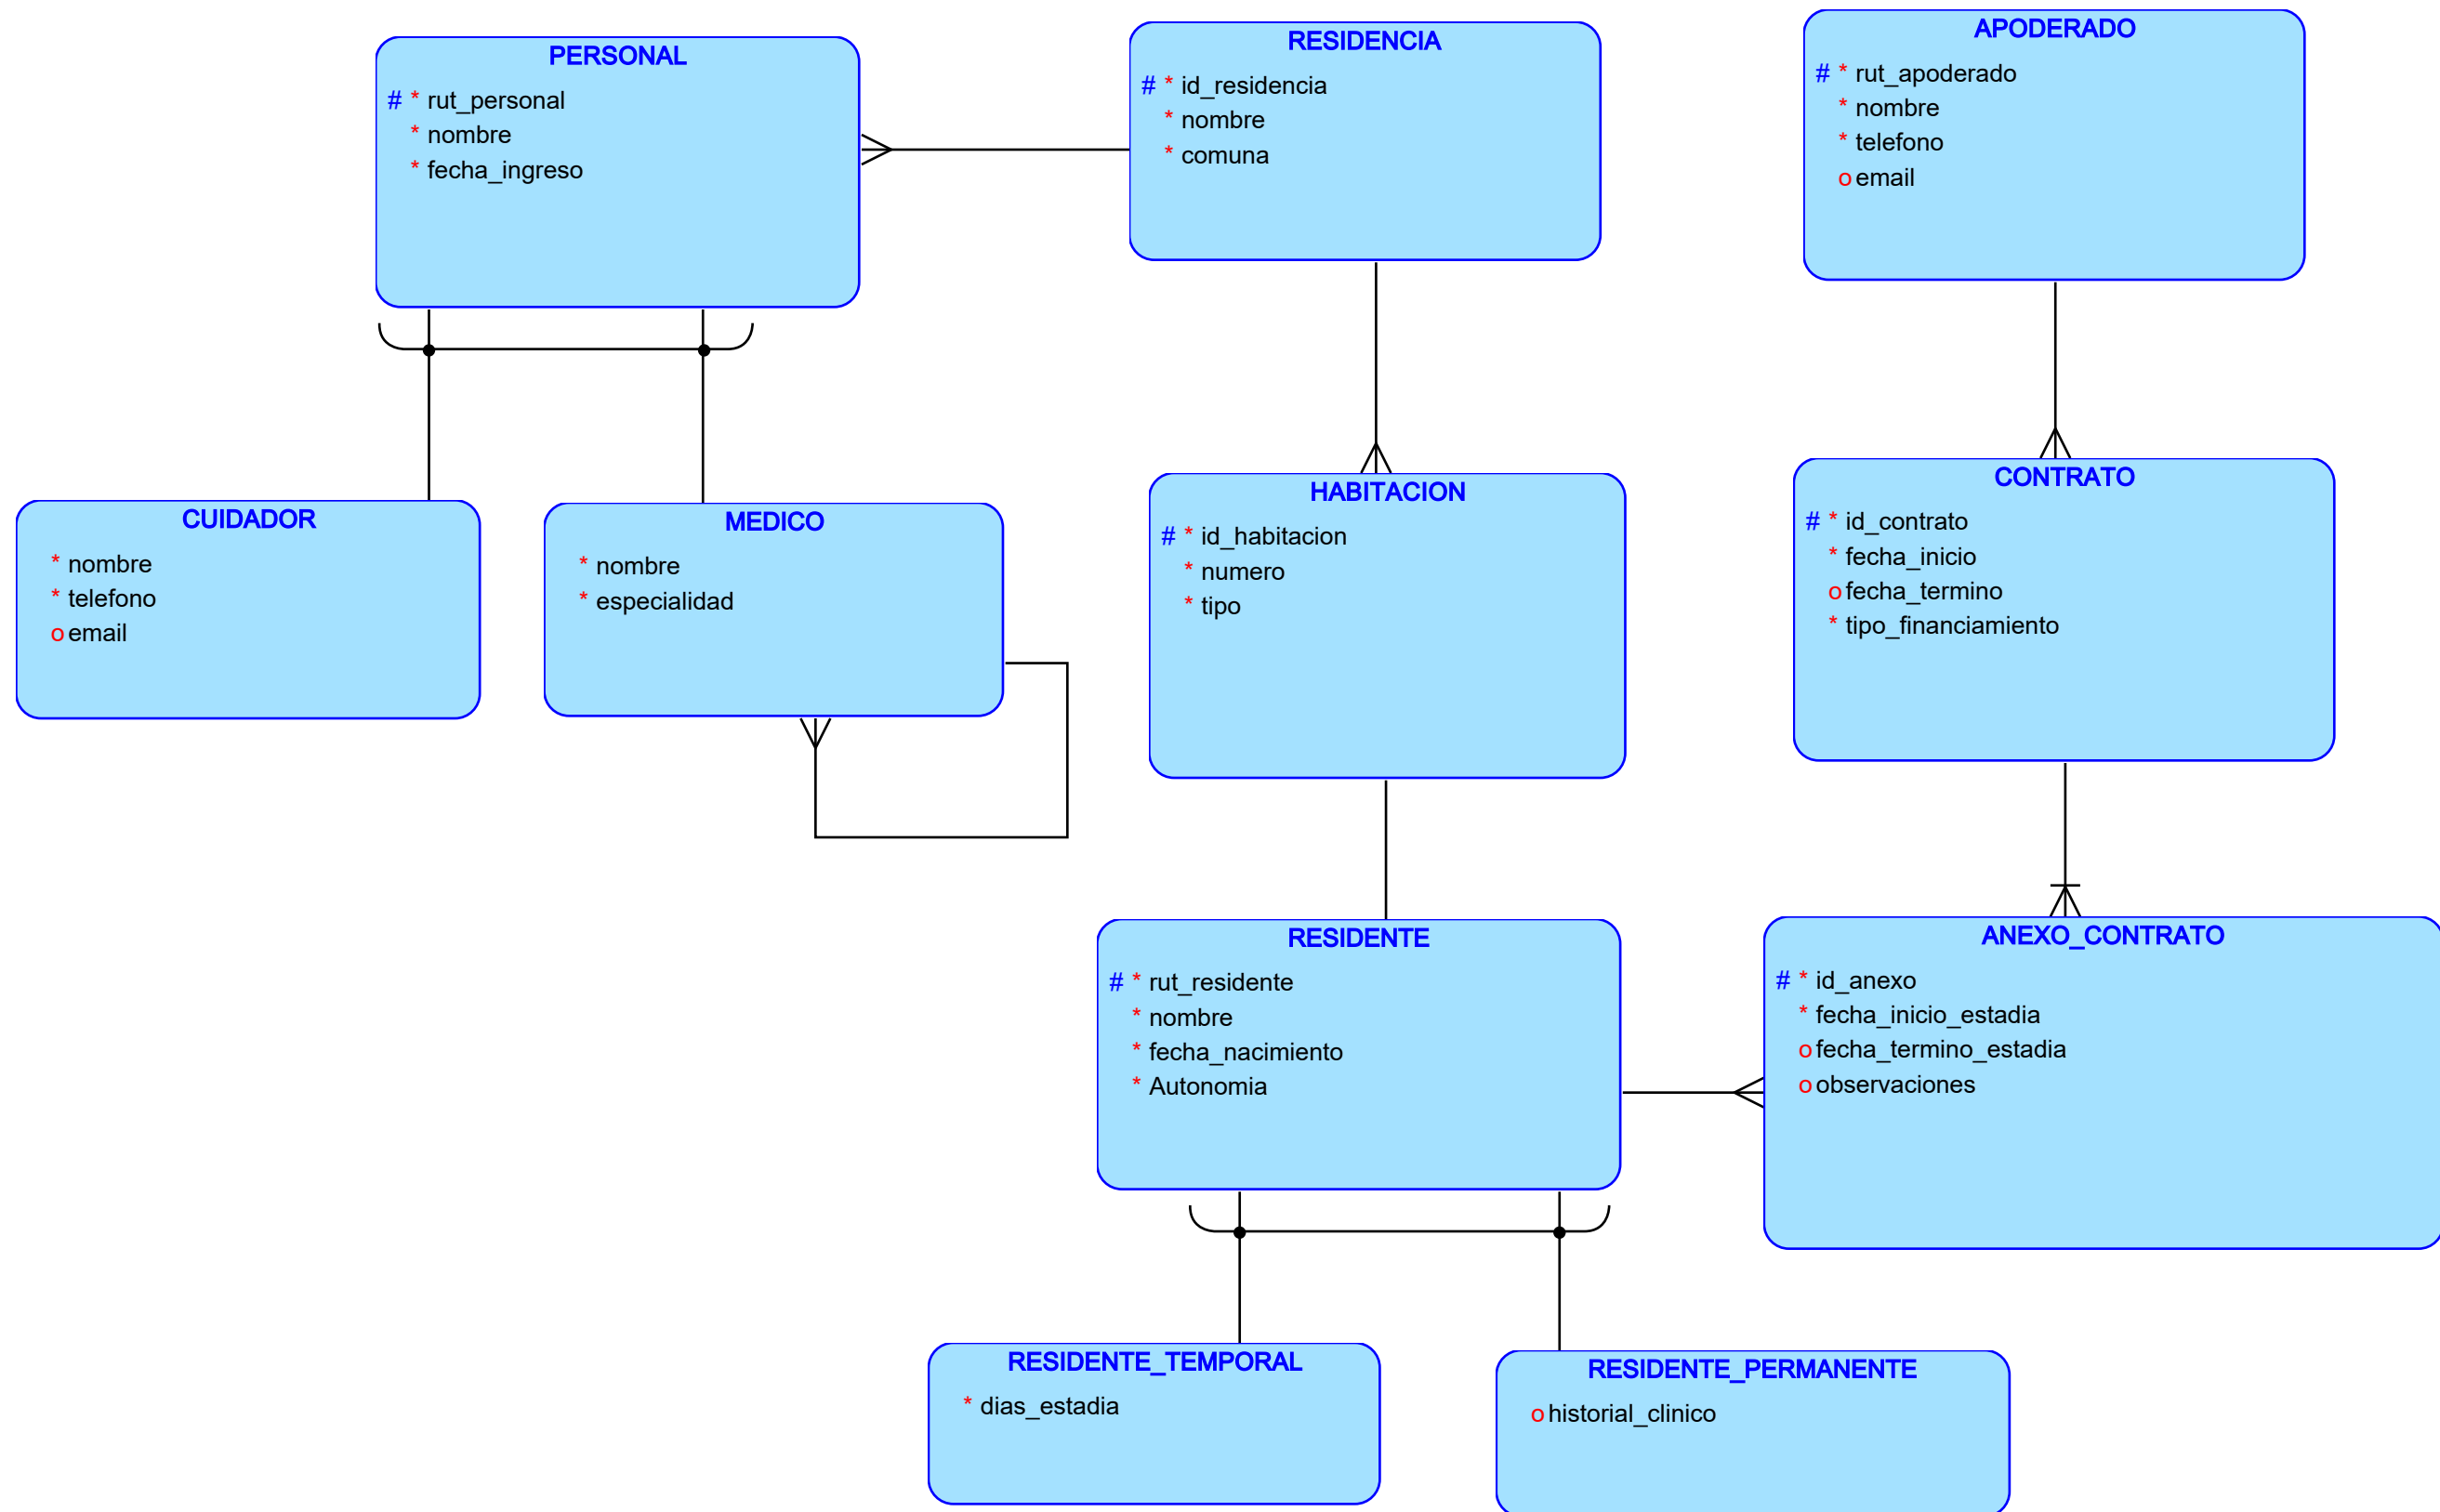 PERSONAL
# * rut_personal
* nombre
* fecha_ingreso
RESIDENCIA
# * id_residencia
* nombre
* comuna
APODERADO
# * rut_apoderado
* nombre
* telefono
o email
CUIDADOR
* nombre
* telefono
o email
MEDICO
* nombre
* especialidad
HABITACION
# * id_habitacion
* numero
* tipo
CONTRATO
# * id_contrato
* fecha_inicio
o fecha_termino
* tipo_financiamiento
RESIDENTE
# * rut_residente
* nombre
* fecha_nacimiento
* Autonomia
ANEXO_CONTRATO
# * id_anexo
* fecha_inicio_estadia
o fecha_termino_estadia
o observaciones
RESIDENTE_TEMPORAL
* dias_estadia
RESIDENTE_PERMANENTE
o historial_clinico